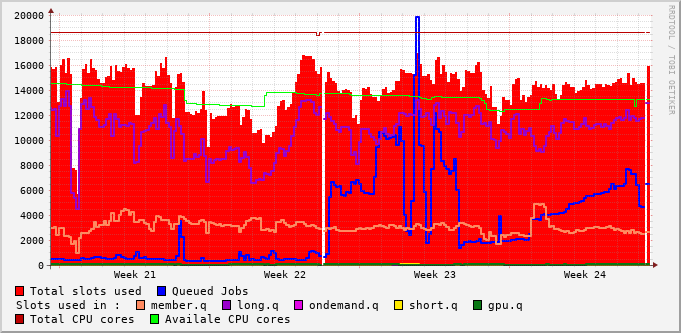 20000
18000
16000
14000
12000
10000
8000
6000
4000
2000
0
Week 21 Week 22 Week 23 Week 24
RRDTOOL / TOBI OETIKER
Total slots used Queued Jobs
Slots used in : member.q long.q ondemand.q short.q gpu.q
Total CPU cores Availale CPU cores